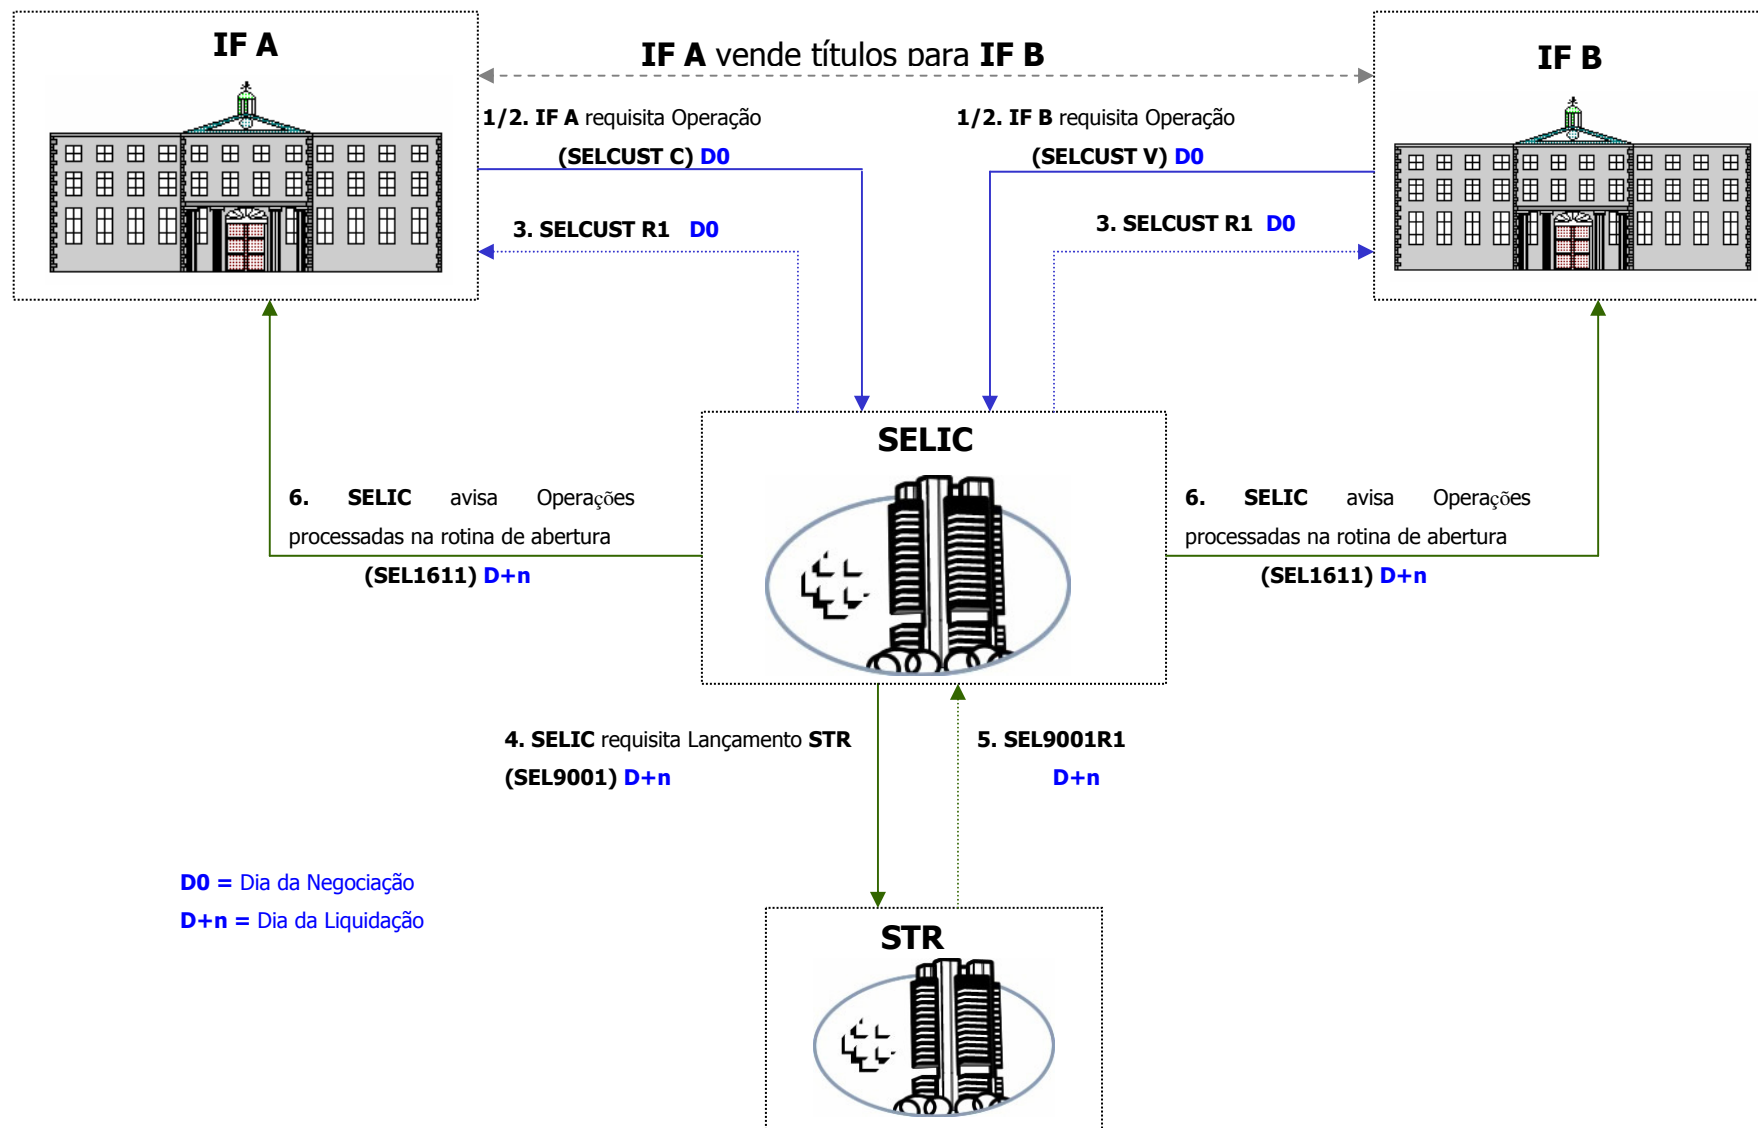 IF A
IF A vende títulos para IF B
IF B
1/2. IF A requisita Operação
(SELCUST C) D0
1/2. IF B requisita Operação
(SELCUST V) D0
3. SELCUST R1 D0
3. SELCUST R1 D0
SELIC
6. SELIC avisa Operações
processadas na rotina de abertura
(SEL1611) D+n
6. SELIC avisa Operações
processadas na rotina de abertura
(SEL1611) D+n
4. SELIC requisita Lançamento STR
(SEL9001) D+n
5. SEL9001R1
D+n
D0 = Dia da Negociação
D+n = Dia da Liquidação
STR